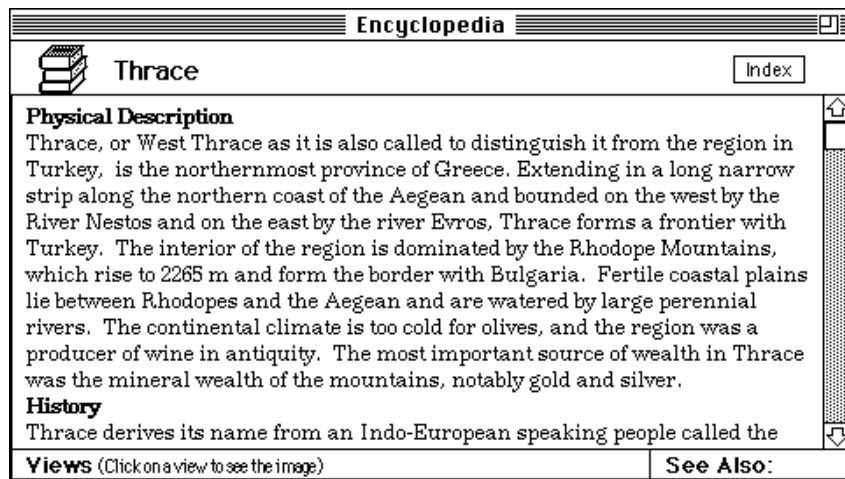 Encyclopedia
Thrace
Index
Physical Description
Thrace, or West Thrace as it is also called to distinguish it from the region in
Turkey,  is the northernmost province of Greece. Extending in a long narrow
strip along the northern coast of the Aegean and bounded on the west by the
River Nestos and on the east by the river Evros, Thrace forms a frontier with
Turkey.  The interior of the region is dominated by the Rhodope Mountains,
which rise to 2265 m and form the border with Bulgaria.  Fertile coastal plains
lie between Rhodopes and the Aegean and are watered by large perennial
rivers.  The continental climate is too cold for olives, and the region was a
producer of wine in antiquity.  The most important source of wealth in Thrace
was the mineral wealth of the mountains, notably gold and silver.
History
Thrace derives its name from an Indo-European speaking people called the
Views (Click on a view to see the image)
See Also: